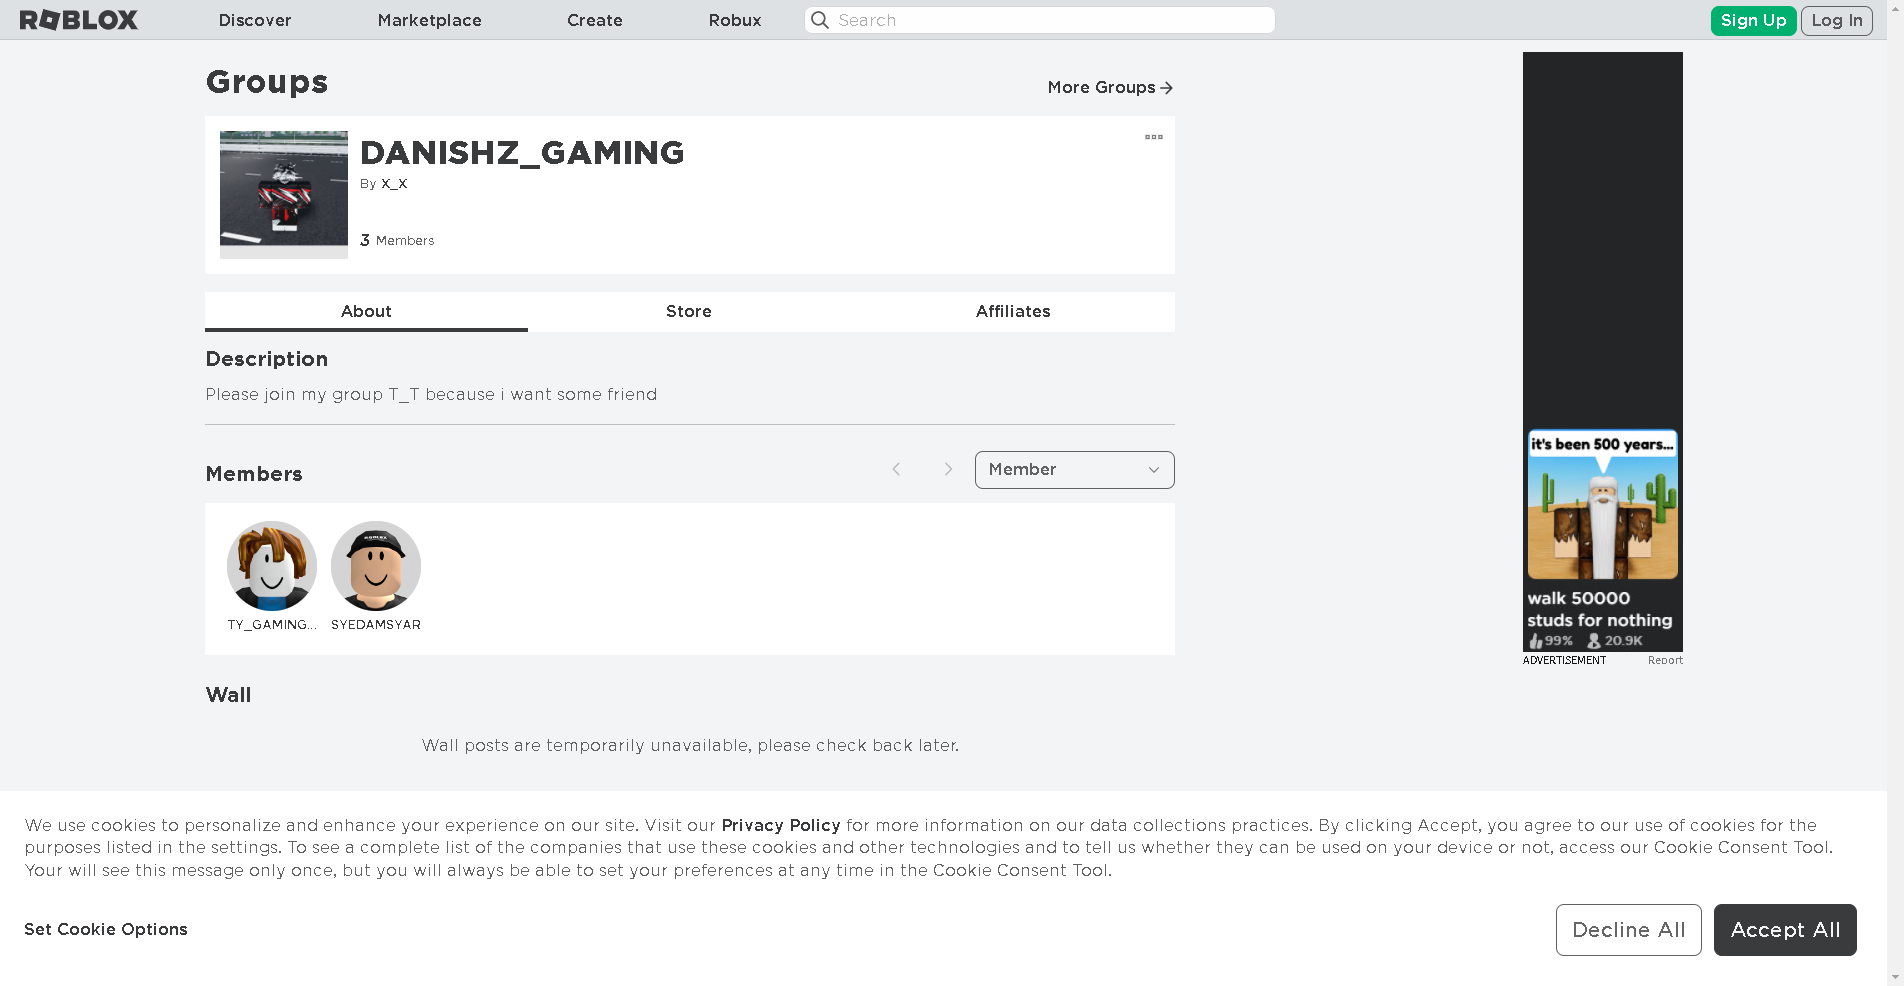 ROBLOX
Discover
Marketplace
Create
Robux
Search
Sign Up
Log In
Groups
More Groups
DANISHZ_GAMING
By X_X
3 Members
About
Store
Affiliates
Description
Please join my group T_T because i want some friend
Members
Member
TY_GAMING...
SYEDAMSYAR
Wall
Wall posts are temporarily unavailable, please check back later.
it's been 500 years...
walk 50000
studs for nothing
99% 20.9K
ADVERTISEMENT
Report
We use cookies to personalize and enhance your experience on our site. Visit our Privacy Policy for more information on our data collections practices. By clicking Accept, you agree to our use of cookies for the
purposes listed in the settings. To see a complete list of the companies that use these cookies and other technologies and to tell us whether they can be used on your device or not, access our Cookie Consent Tool.
Your will see this message only once, but you will always be able to set your preferences at any time in the Cookie Consent Tool.
Set Cookie Options
Decline All
Accept All